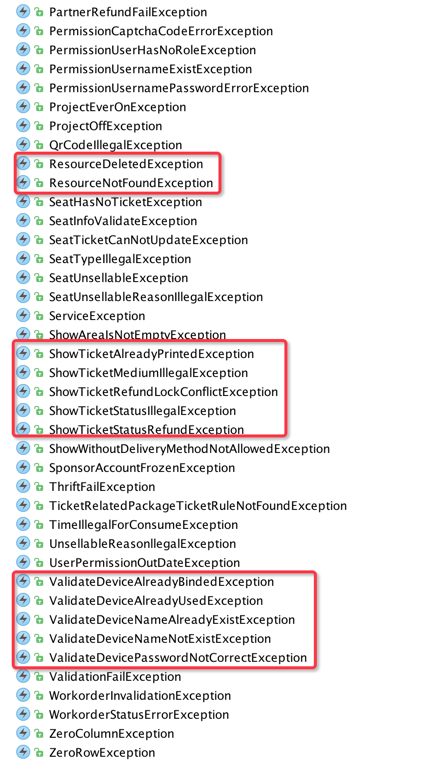 PartnerRefundFailException
PermissionCaptchaCodeErrorException
PermissionUserHasNoRoleException
PermissionUsernameExistException
PermissionUsernamePasswordErrorException
ProjectEverOnException
ProjectOffException
QrCodeIllegalException
ResourceDeletedException
ResourceNotFoundException
SeatHasNoTicketException
SeatInfoValidateException
SeatTicketCanNotUpdateException
SeatTypeIllegalException
SeatUnsellableException
SeatUnsellableReasonIllegalException
ServiceException
ShowAreaIsNotEmptyException
ShowTicketAlreadyPrintedException
ShowTicketMediumIllegalException
ShowTicketRefundLockConflictException
ShowTicketStatusIllegalException
ShowTicketStatusRefundException
ShowWithoutDeliveryMethodNotAllowedException
SponsorAccountFrozenException
ThriftFailException
TicketRelatedPackageTicketRuleNotFoundException
TimeIllegalForConsumeException
UnsellableReasonIlegalException
UserPermissionOutDateException
ValidateDeviceAlreadyBindedException
ValidateDeviceAlreadyUsedException
ValidateDeviceNameAlreadyExistException
ValidateDeviceNameNotExistException
ValidateDevicePasswordNotCorrectException
ValidationFailException
WorkorderInvalidationException
WorkorderStatusErrorException
ZeroColumnException
ZeroRowException